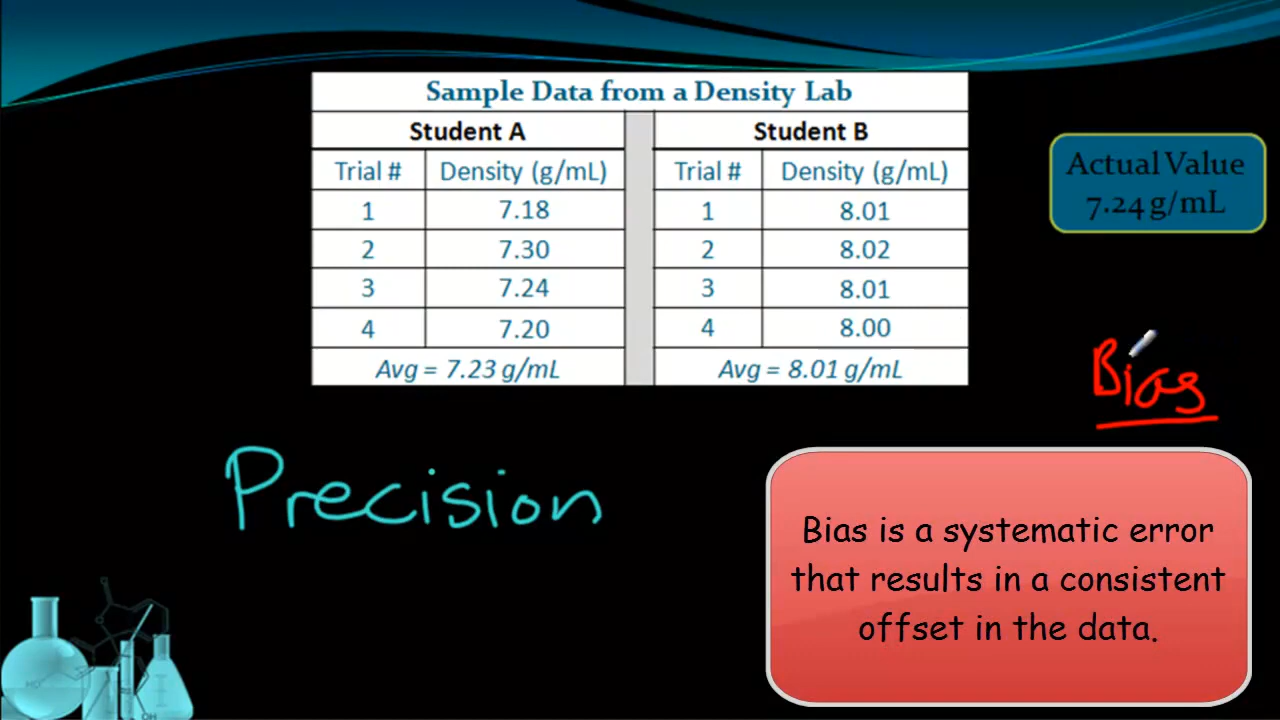 Sample Data from a Density Lab
Student A Student B
Trial # Density (g/mL) Trial # Density (g/mL)
1 7.18 1 8.01
2 7.30 2 8.02
3 7.24 3 8.01
4 7.20 4 8.00
Avg = 7.23 g/mL Avg = 8.01 g/mL
Actual Value
7.24 g/mL
Bias
Precision
Bias is a systematic error
that results in a consistent
offset in the data.
HO
OH